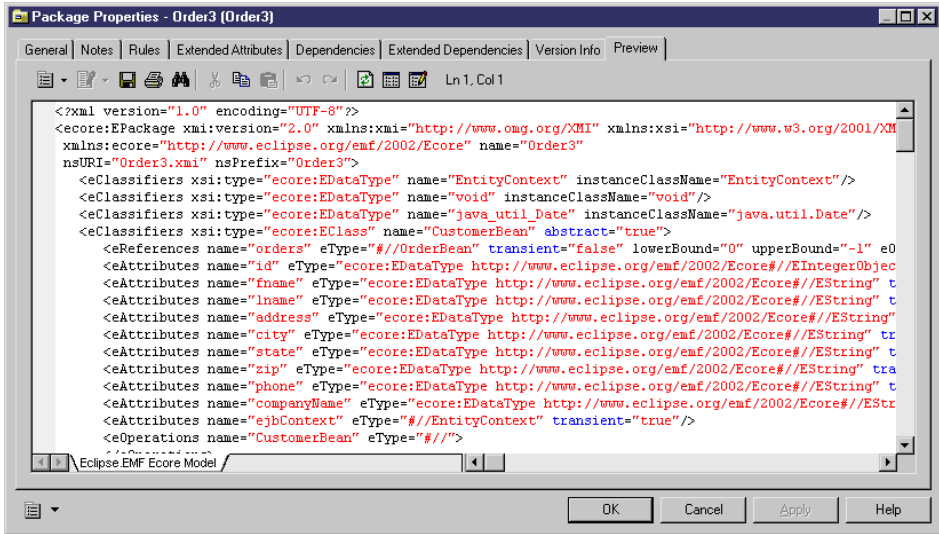 Package Properties - Order3 (Order3)
General Notes Rules Extended Attributes Dependencies Extended Dependencies Version Info Preview
Ln 1, Col 1
<?xml version="1.0" encoding="UTF-8"?>
<ecore:EPackage xmi:version="2.0" xmlns:xmi="http://www.omg.org/XMI" xmlns:xsi="http://www.w3.org/2001/XM
xmlns:ecore="http://www.eclipse.org/emf/2002/Ecore" name="Order3"
nsURI="Order3.xmi" nsPrefix="Order3">
<eClassifiers xsi:type="ecore:EDataType" name="EntityContext" instanceClassName="EntityContext"/>
<eClassifiers xsi:type="ecore:EDataType" name="void" instanceClassName="void"/>
<eClassifiers xsi:type="ecore:EDataType" name="java_util_Date" instanceClassName="java.util.Date"/>
<eClassifiers xsi:type="ecore:EClass" name="CustomerBean" abstract="true">
<eReferences name="orders" eType="#//OrderBean" transient="false" lowerBound="0" upperBound="-1" eO
<eAttributes name="id" eType="ecore:EDataType http://www.eclipse.org/emf/2002/Ecore#//EIntegerObjec
<eAttributes name="fname" eType="ecore:EDataType http://www.eclipse.org/emf/2002/Ecore#//EString" t
<eAttributes name="lname" eType="ecore:EDataType http://www.eclipse.org/emf/2002/Ecore#//EString" t
<eAttributes name="address" eType="ecore:EDataType http://www.eclipse.org/emf/2002/Ecore#//EString"
<eAttributes name="city" eType="ecore:EDataType http://www.eclipse.org/emf/2002/Ecore#//EString" tr
<eAttributes name="state" eType="ecore:EDataType http://www.eclipse.org/emf/2002/Ecore#//EString" t
<eAttributes name="zip" eType="ecore:EDataType http://www.eclipse.org/emf/2002/Ecore#//EString" tra
<eAttributes name="phone" eType="ecore:EDataType http://www.eclipse.org/emf/2002/Ecore#//EString" t
<eAttributes name="companyName" eType="ecore:EDataType http://www.eclipse.org/emf/2002/Ecore#//EStr
<eAttributes name="ejbContext" eType="#//EntityContext" transient="true"/>
<eOperations name="CustomerBean" eType="#//">
Eclipse.EMF Ecore Model
OK Cancel Apply Help